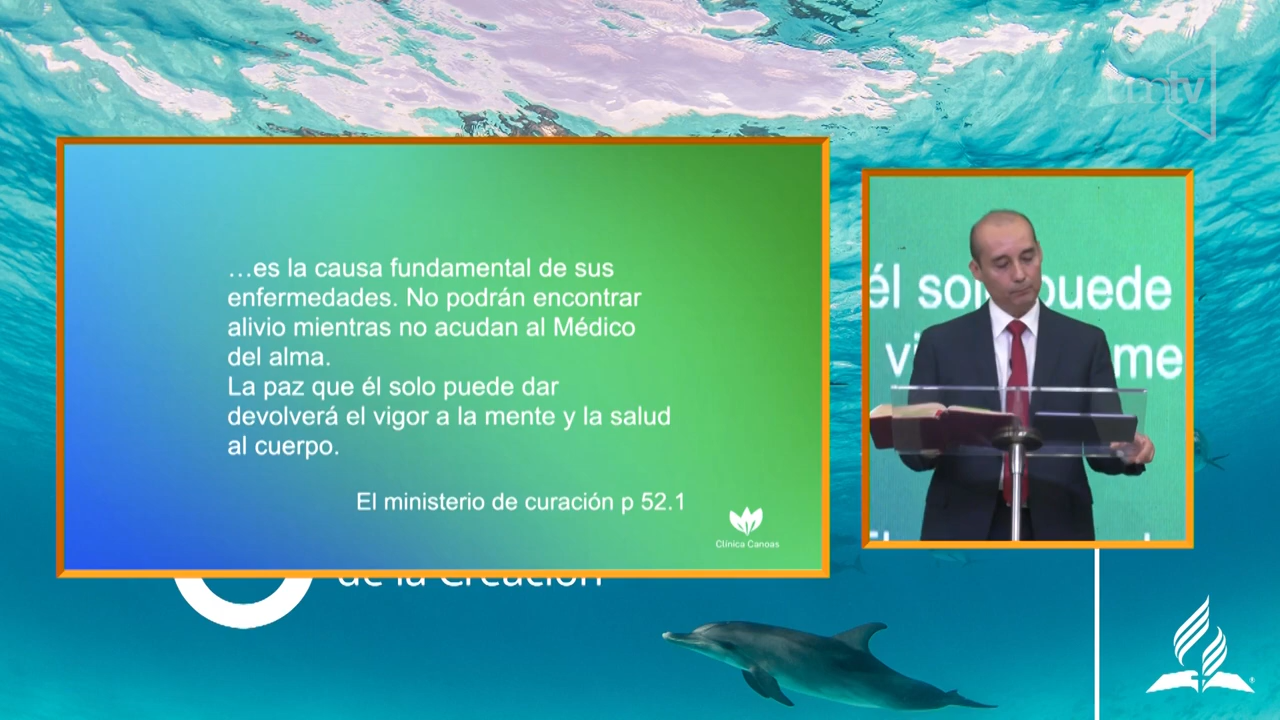 …es la causa fundamental de sus
enfermedades. No podrán encontrar
alivio mientras no acudan al Médico
del alma.
La paz que él solo puede dar
devolverá el vigor a la mente y la salud
al cuerpo.
El ministerio de curación p 52.1
Clínica Canoas
él solo puede
me
de la Creación